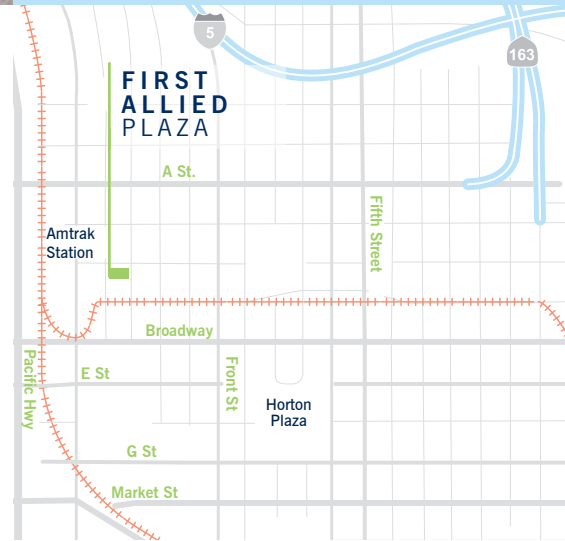 5
163
FIRST
ALLIED
PLAZA
A St.
Fifth Street
Amtrak
Station
Broadway
Pacific Hwy
E St
Front St
Horton
Plaza
G St
Market St